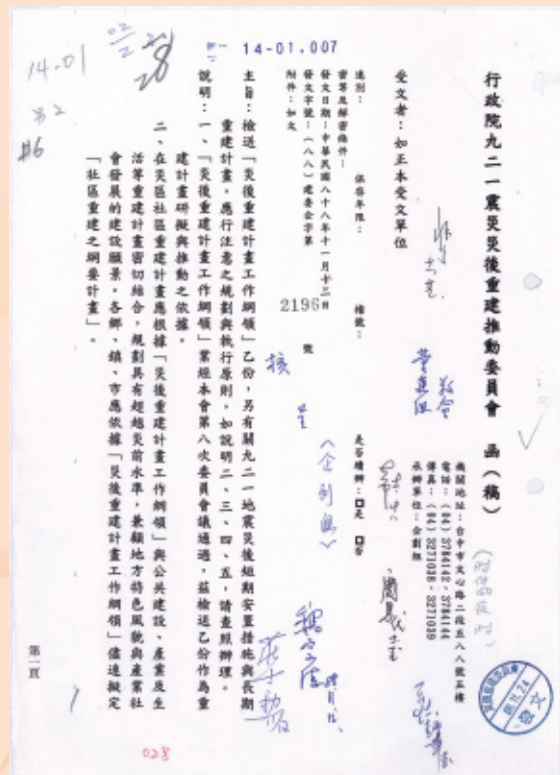 14-01.007
行政院九二一震災災後重建推動委員會　函（稿）
機關地址：台中市文心路二段五八八號五樓
電話：（04）3784142、3784144
傳真：（04）3271038、3271039
承辦單位：企劃組
受文者：如正本受文單位
速別：　保存年限：　檔號：
密等及解密條件：　是否續辦：口是　口否
發文日期：中華民國八十八年十一月十三日
發文字號：（八八）建委企字第　2196　號
附件：如文
主旨：檢送「災後重建計畫工作綱領」乙份，另有關九二一地震災後短期安置措施與長期
重建計畫，應行注意之規劃與執行原則，如說明二、三、四、五，請查照辦理。
說明：一、「災後重建計畫工作綱領」業經本會第八次委員會議通過，茲檢送乙份作為重
建計畫研擬與推動之依據。
二、在災區社區重建計畫應根據「災後重建計畫工作綱領」與公共建設、產業及生
活等重建計畫密切結合，規劃具有超越災前水準，兼顧地方特色風貌與產業社
會發展的建設願景。各鄉、鎮、市應依據「災後重建計畫工作綱領」儘速擬定
「社區重建之綱要計畫」。
第一頁
028
14-01
#6
核
發文
88.11.24